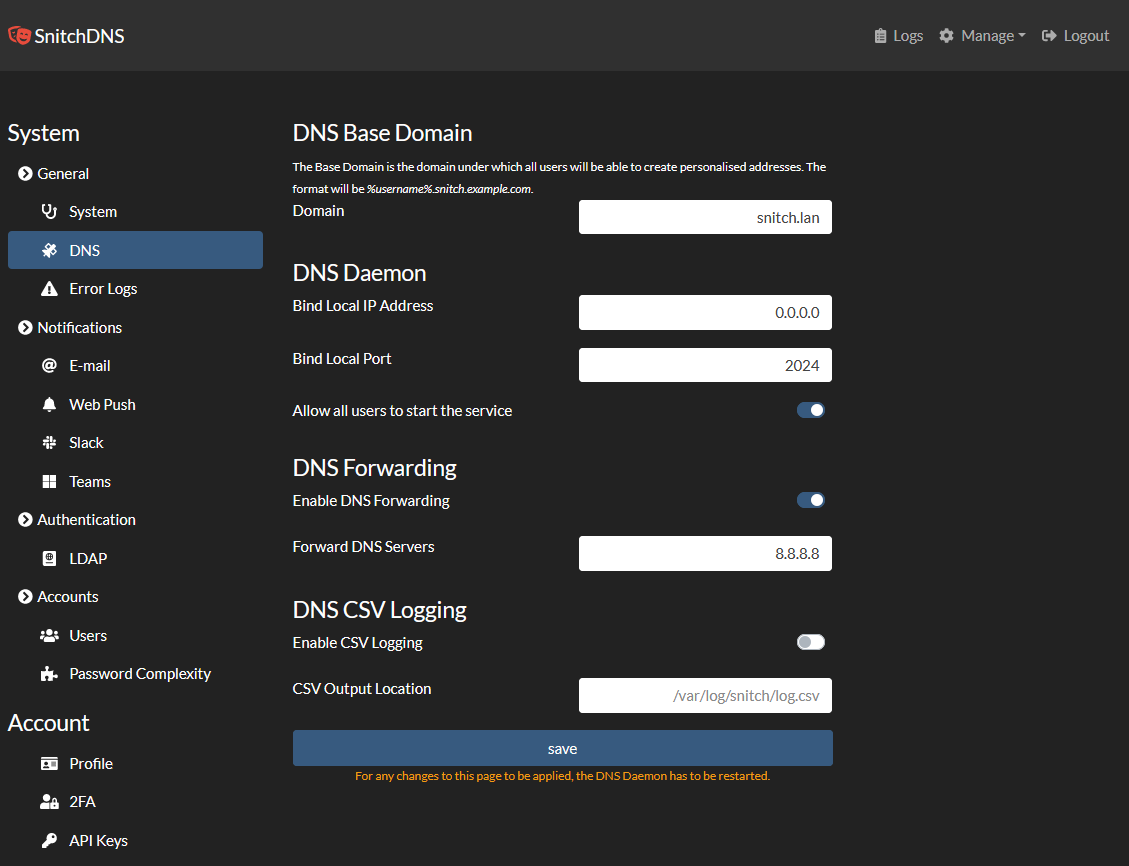 SnitchDNS
Logs
Manage
Logout
System
General
System
DNS
Error Logs
Notifications
E-mail
Web Push
Slack
Teams
Authentication
LDAP
Accounts
Users
Password Complexity
Account
Profile
2FA
API Keys
DNS Base Domain
The Base Domain is the domain under which all users will be able to create personalised addresses. The
format will be %username%.snitch.example.com.
Domain
snitch.lan
DNS Daemon
Bind Local IP Address
0.0.0.0
Bind Local Port
2024
Allow all users to start the service
DNS Forwarding
Enable DNS Forwarding
Forward DNS Servers
8.8.8.8
DNS CSV Logging
Enable CSV Logging
CSV Output Location
/var/log/snitch/log.csv
save
For any changes to this page to be applied, the DNS Daemon has to be restarted.